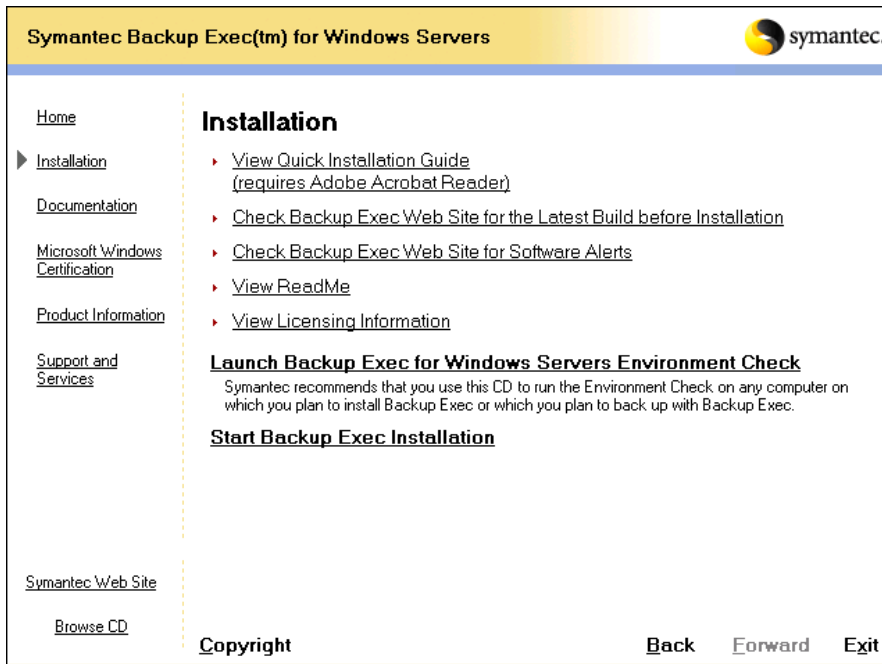 Symantec Backup Exec(tm) for Windows Servers
symantec.
Home
Installation
Documentation
Microsoft Windows
Certification
Product Information
Support and
Services
Symantec Web Site
Browse CD
Installation
View Quick Installation Guide
(requires Adobe Acrobat Reader)
Check Backup Exec Web Site for the Latest Build before Installation
Check Backup Exec Web Site for Software Alerts
View ReadMe
View Licensing Information
Launch Backup Exec for Windows Servers Environment Check
Symantec recommends that you use this CD to run the Environment Check on any computer on
which you plan to install Backup Exec or which you plan to back up with Backup Exec.
Start Backup Exec Installation
Copyright
Back
Forward
Exit